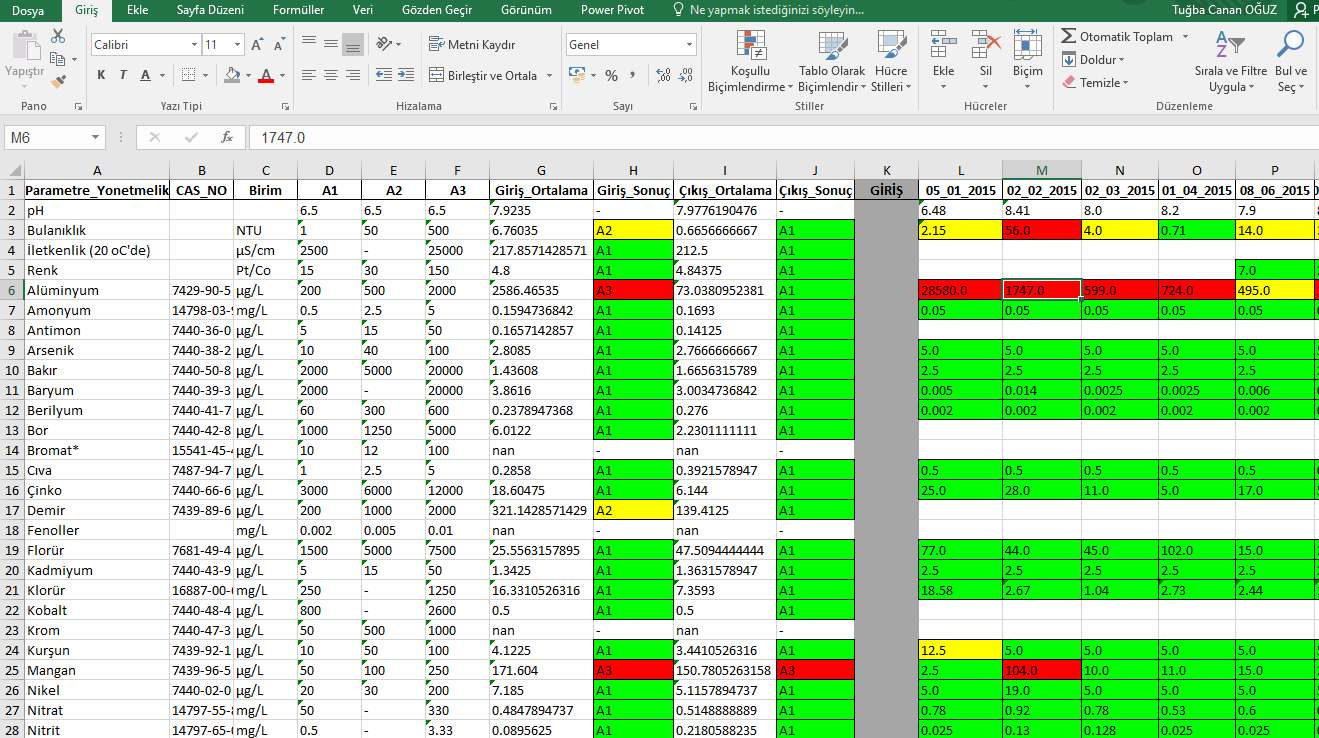 Dosya Giriş Ekle Sayfa Düzeni Formüller Veri Gözden Geçir Görünüm Power Pivot Ne yapmak istediğinizi söyleyin... Tuğba Canan OĞUZ
Yapıştır Calibri 11 Metni Kaydır Genel Koşullu Biçimlendirme Tablo Olarak Biçimlendir Hücre Stilleri Ekle Sil Biçim Otomatik Toplam Sırala ve Filtre Uygula Bul ve Seç
K T A A Birleştir ve Ortala % Doldur
Temizle
Pano Yazı Tipi Hizalama Sayı Stiller Hücreler Düzenleme
M6 fx 1747.0
A B C D E F G H I J K L M N O P
1 Parametre_Yonetmelik CAS_NO Birim A1 A2 A3 Giriş_Ortalama Giriş_Sonuç Çıkış_Ortalama Çıkış_Sonuç GİRİŞ 05_01_2015 02_02_2015 02_03_2015 01_04_2015 08_06_2015
2 pH 6.5 6.5 6.5 7.9235 - 7.9776190476 - 6.48 8.41 8.0 8.2 7.9
3 Bulanıklık NTU 1 50 500 6.76035 A2 0.6656666667 A1 2.15 56.0 4.0 0.71 14.0
4 İletkenlik (20 oC'de) µS/cm 2500 - 25000 217.8571428571 A1 212.5 A1
5 Renk Pt/Co 15 30 150 4.8 A1 4.84375 A1 7.0
6 Alüminyum 7429-90-5 µg/L 200 500 2000 2586.46535 A3 73.0380952381 A1 28580.0 1747.0 599.0 724.0 495.0
7 Amonyum 14798-03- mg/L 0.5 2.5 5 0.1594736842 A1 0.1693 A1 0.05 0.05 0.05 0.05 0.05
8 Antimon 7440-36-0 µg/L 5 15 50 0.1657142857 A1 0.14125 A1
9 Arsenik 7440-38-2 µg/L 10 40 100 2.8085 A1 2.7666666667 A1 5.0 5.0 5.0 5.0 5.0
10 Bakır 7440-50-8 µg/L 2000 5000 20000 1.43608 A1 1.6656315789 A1 2.5 2.5 2.5 2.5 2.5
11 Baryum 7440-39-3 µg/L 2000 - 20000 3.8616 A1 3.0034736842 A1 0.005 0.014 0.0025 0.0025 0.006
12 Berilyum 7440-41-7 µg/L 60 300 600 0.2378947368 A1 0.276 A1 0.002 0.002 0.002 0.002 0.002
13 Bor 7440-42-8 µg/L 1000 1250 5000 6.0122 A1 2.2301111111 A1
14 Bromat* 15541-45- µg/L 10 12 100 nan - nan -
15 Cıva 7487-94-7 µg/L 1 2.5 5 0.2858 A1 0.3921578947 A1 0.5 0.5 0.5 0.5 0.5
16 Çinko 7440-66-6 µg/L 3000 6000 12000 18.60475 A1 6.144 A1 25.0 28.0 11.0 5.0 17.0
17 Demir 7439-89-6 µg/L 200 1000 2000 321.1428571429 A2 139.4125 A1
18 Fenoller mg/L 0.002 0.005 0.01 nan - nan -
19 Florür 7681-49-4 µg/L 1500 5000 7500 25.5563157895 A1 47.5094444444 A1 77.0 44.0 45.0 102.0 15.0
20 Kadmiyum 7440-43-9 µg/L 5 15 50 1.3425 A1 1.3631578947 A1 2.5 2.5 2.5 2.5 2.5
21 Klorür 16887-00- mg/L 250 - 1250 16.3310526316 A1 7.3593 A1 18.58 2.67 1.04 2.73 2.44
22 Kobalt 7440-48-4 µg/L 800 - 2600 0.5 A1 0.5 A1
23 Krom 7440-47-3 µg/L 50 500 1000 nan - nan -
24 Kurşun 7439-92-1 µg/L 10 50 100 4.1225 A1 3.4410526316 A1 12.5 5.0 5.0 5.0 5.0
25 Mangan 7439-96-5 µg/L 50 100 250 171.604 A3 150.7805263158 A3 2.5 104.0 10.0 11.0 15.0
26 Nikel 7440-02-0 µg/L 20 30 200 7.185 A1 5.1157894737 A1 5.0 19.0 5.0 5.0 5.0
27 Nitrat 14797-55- mg/L 50 - 330 0.4847894737 A1 0.5148888889 A1 0.78 0.92 0.78 0.53 0.6
28 Nitrit 14797-65- mg/L 0.5 - 3.33 0.0895625 A1 0.2180588235 A1 0.025 0.13 0.128 0.025 0.025